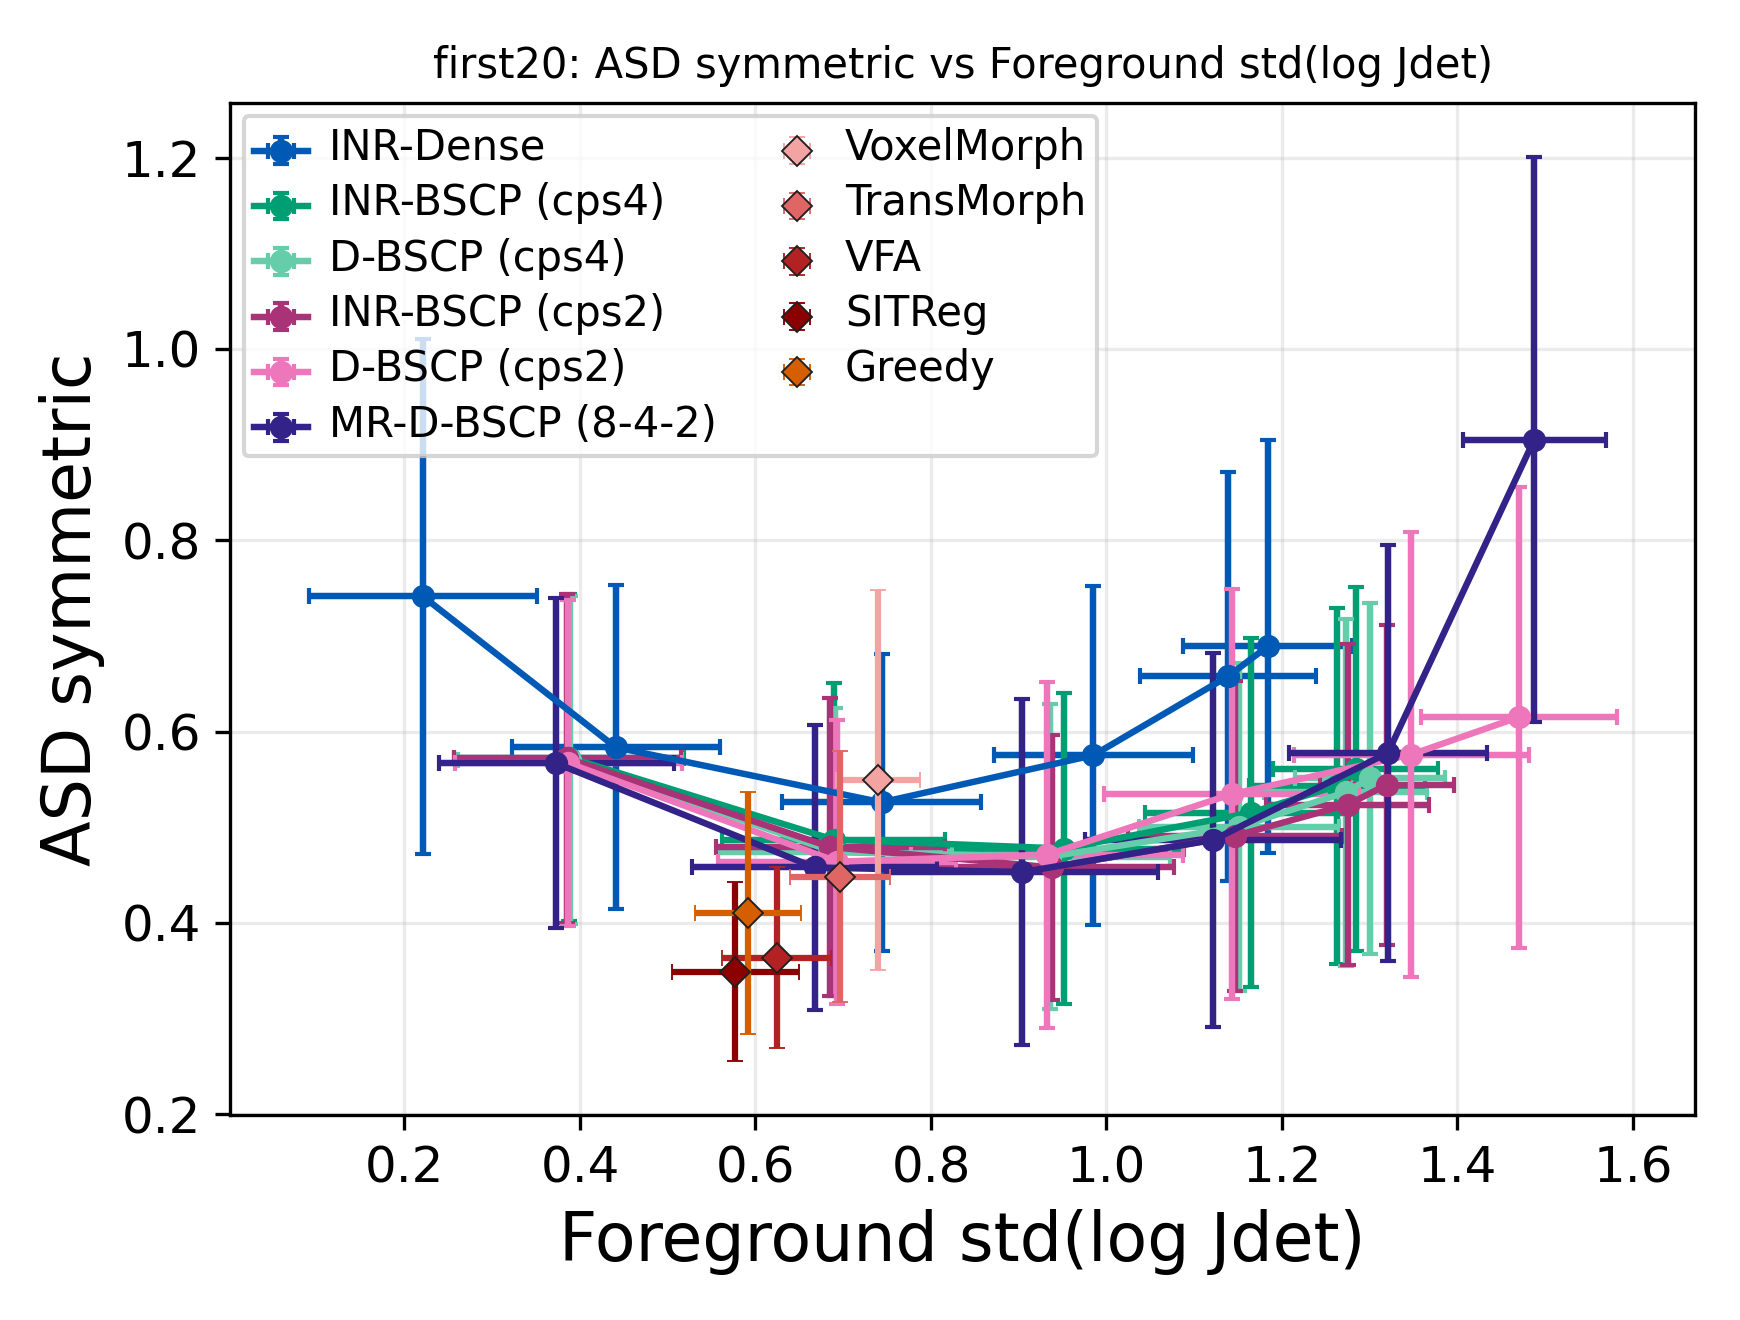 first20: ASD symmetric vs Foreground std(log Jdet)
INR-Dense
INR-BSCP (cps4)
D-BSCP (cps4)
INR-BSCP (cps2)
D-BSCP (cps2)
MR-D-BSCP (8-4-2)
VoxelMorph
TransMorph
VFA
SITReg
Greedy
ASD symmetric
1.2
1.0
0.8
0.6
0.4
0.2
0.2 0.4 0.6 0.8 1.0 1.2 1.4 1.6
Foreground std(log Jdet)